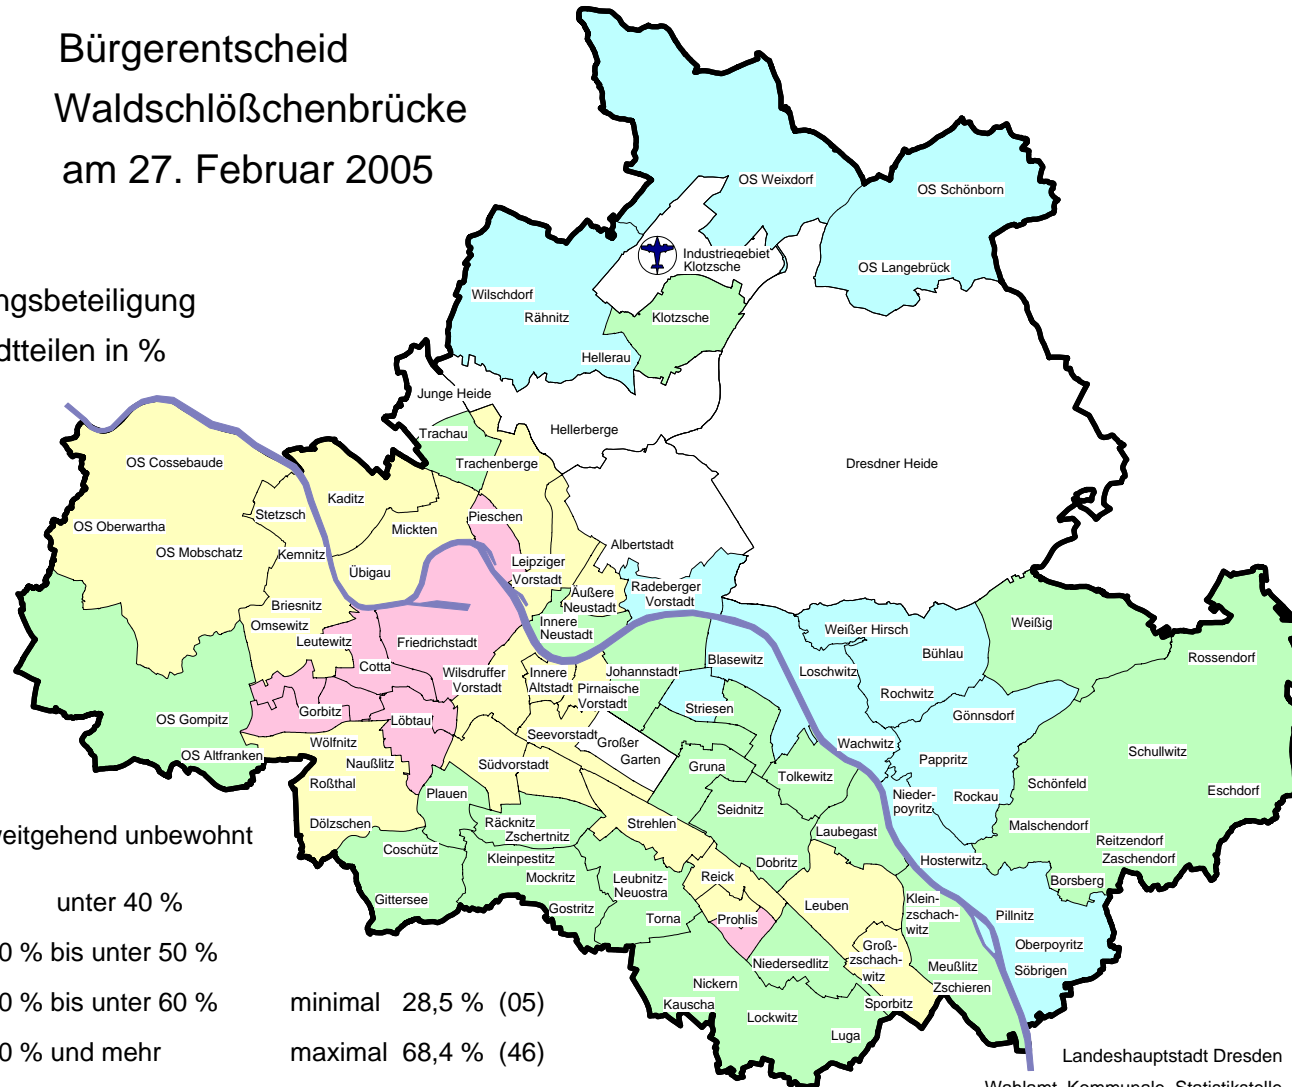 Bürgerentscheid
Waldschlößchenbrücke
am 27. Februar 2005
ngsbeteiligung
dtteilen in %
OS Weixdorf
OS Schönborn
Industriegebiet
Klotzsche
OS Langebrück
Wilschdorf
Rähnitz
Klotzsche
Hellerau
Junge Heide
Hellerberge
Trachau
Trachenberge
Dresdner Heide
OS Cossebaude
Kaditz
Stetzsch
Pieschen
OS Oberwartha
Mickten
OS Mobschatz
Kemnitz
Albertstadt
Übigau
Leipziger
Vorstadt
Äußere
Neustadt
Radeberger
Vorstadt
Briesnitz
Omsewitz
Innere
Neustadt
Weißer Hirsch
Weißig
Leutewitz
Friedrichstadt
Bühlau
Rossendorf
Cotta
Wilsdruffer
Vorstadt
Innere
Altstadt
Johannstadt
Blasewitz
Loschwitz
Pirnaische
Vorstadt
Rochwitz
Gorbitz
Löbtau
Striesen
Gönnsdorf
OS Gompitz
Seevorstadt
Großer
Garten
Wachwitz
Schullwitz
OS Altfranken
Wölfnitz
Naußlitz
Südvorstadt
Gruna
Tolkewitz
Pappritz
Roßthal
Plauen
Nieder-
poyritz
Rockau
Schönfeld
Eschdorf
Dölzschen
Räcknitz
Zschertnitz
Strehlen
Seidnitz
Laubegast
Malschendorf
Reitzendorf
Zaschendorf
Coschütz
Kleinpestitz
Mockritz
Dobritz
Hosterwitz
Borsberg
Leubnitz-
Neuostra
Reick
Gittersee
Gostritz
Torna
Prohlis
Leuben
Klein-
zschach-
witz
Pillnitz
Oberpoyritz
Söbrigen
Groß-
zschach-
witz
Niedersedlitz
Meußlitz
Zschieren
Nickern
Kauscha
Sporbitz
Lockwitz
Luga
weitgehend unbewohnt
unter 40 %
0 % bis unter 50 %
0 % bis unter 60 %
minimal 28,5 % (05)
0 % und mehr
maximal 68,4 % (46)
Landeshauptstadt Dresden
Wahlamt, Kommunale Statistikstelle